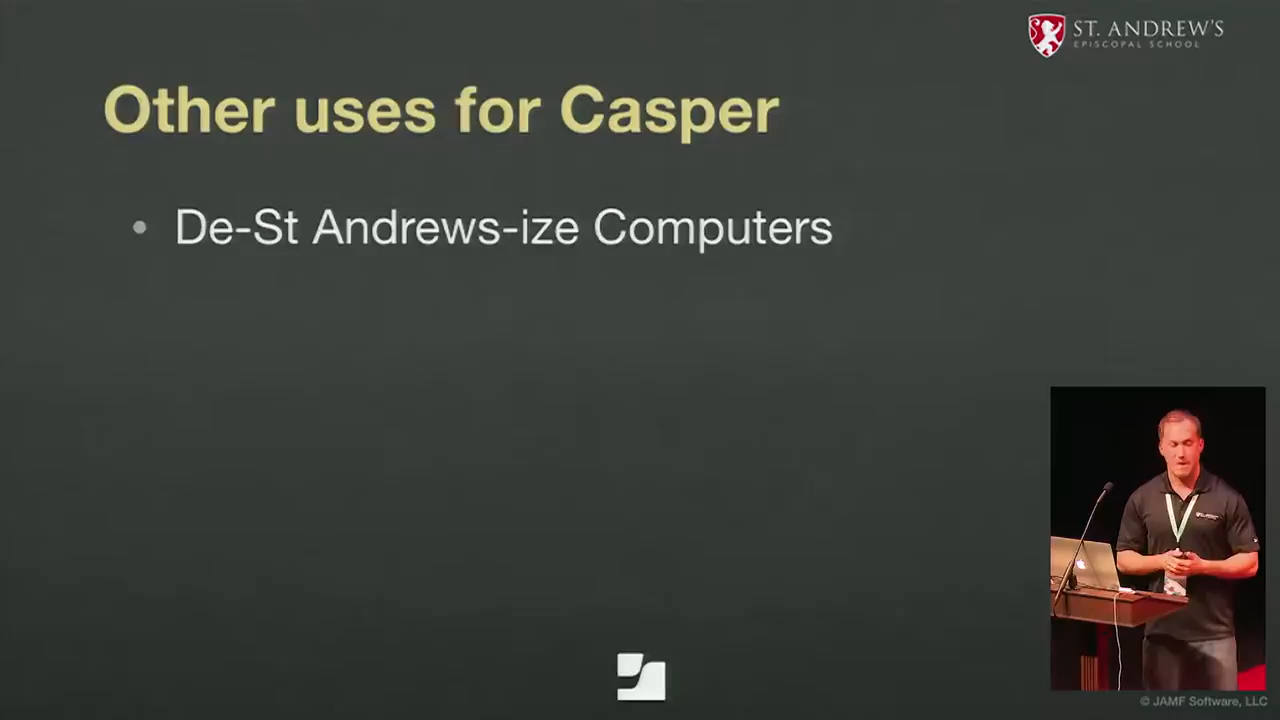 ST. ANDREW'S
EPISCOPAL SCHOOL
Other uses for Casper
• De-St Andrews-ize Computers
© JAMF Software, LLC